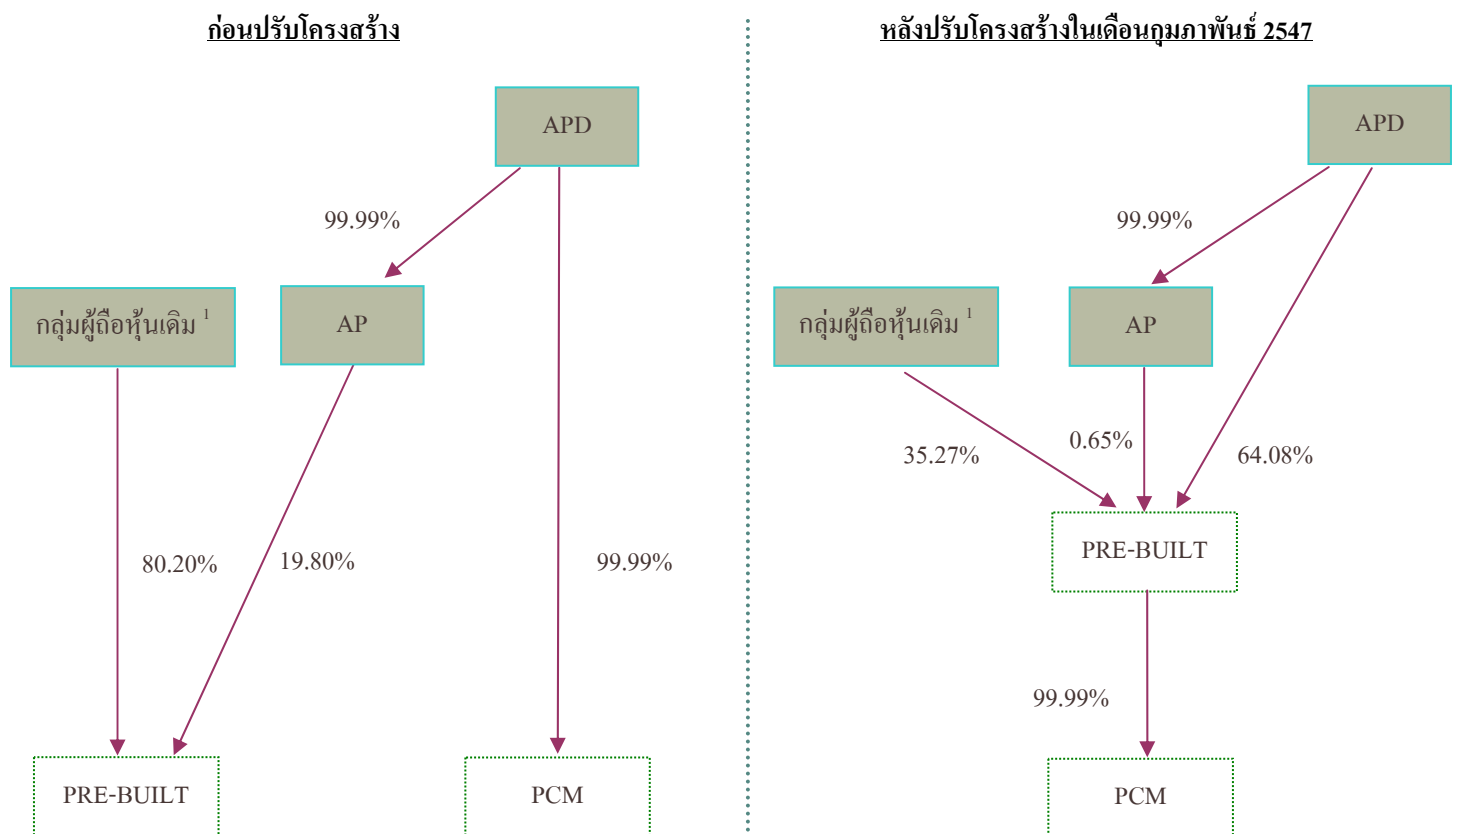 ก่อนปรับโครงสร้าง
APD
99.99%
กลุ่มผู้ถือหุ้นเดิม 1
AP
80.20%
19.80%
99.99%
PRE-BUILT
PCM
หลังปรับโครงสร้างในเดือนกุมภาพันธ์ 2547
APD
99.99%
กลุ่มผู้ถือหุ้นเดิม 1
AP
35.27%
0.65%
64.08%
PRE-BUILT
99.99%
PCM